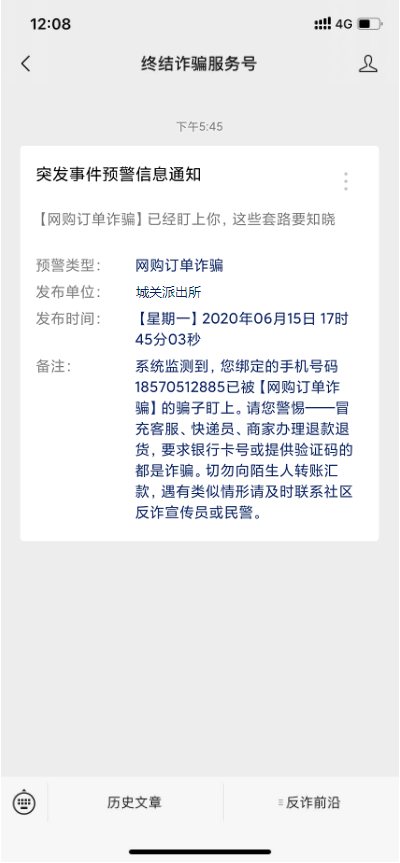 12:08
4G
终结诈骗服务号
下午5:45
突发事件预警信息通知
【网购订单诈骗】已经盯上你，这些套路要知晓
预警类型： 网购订单诈骗
发布单位： 城关派出所
发布时间： 【星期一】2020年06月15日 17时
45分03秒
备注： 系统监测到，您绑定的手机号码
18570512885已被【网购订单诈
骗】的骗子盯上。请您警惕——冒
充客服、快递员、商家办理退款退
货，要求银行卡号或提供验证码的
都是诈骗。切勿向陌生人转账汇
款，遇有类似情形请及时联系社区
反诈宣传员或民警。
历史文章
反诈前沿